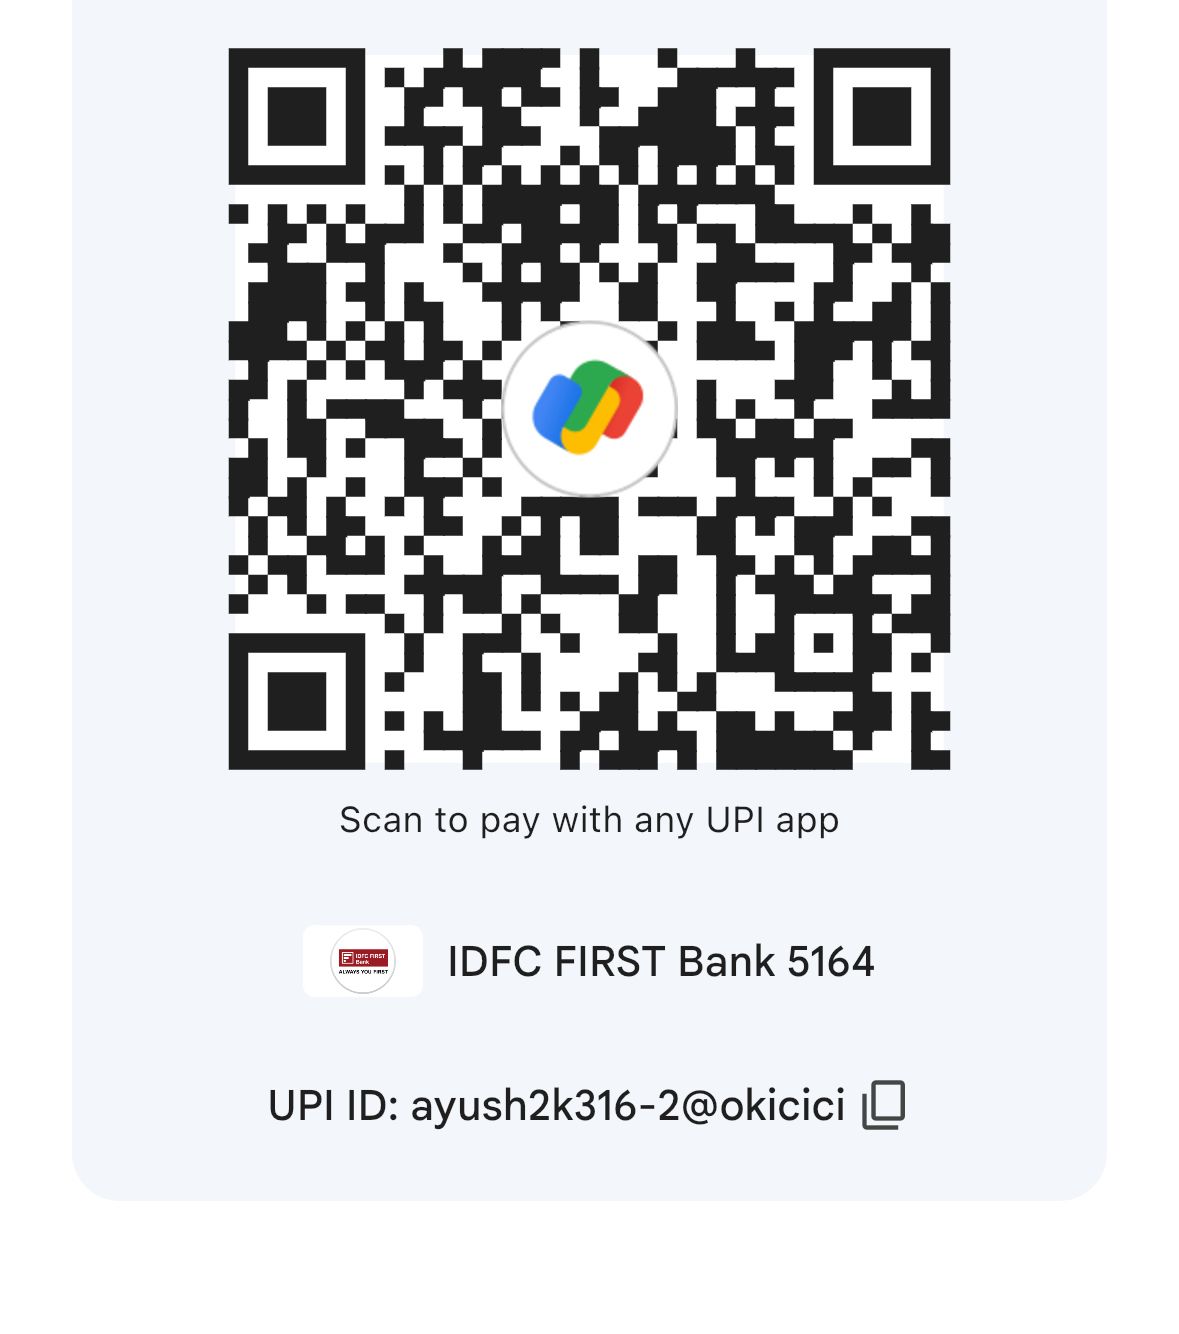 Scan to pay with any UPI app
IDFC FIRST
Bank
ALWAYS YOU FIRST
IDFC FIRST Bank 5164
UPI ID: ayush2k316-2@okicici